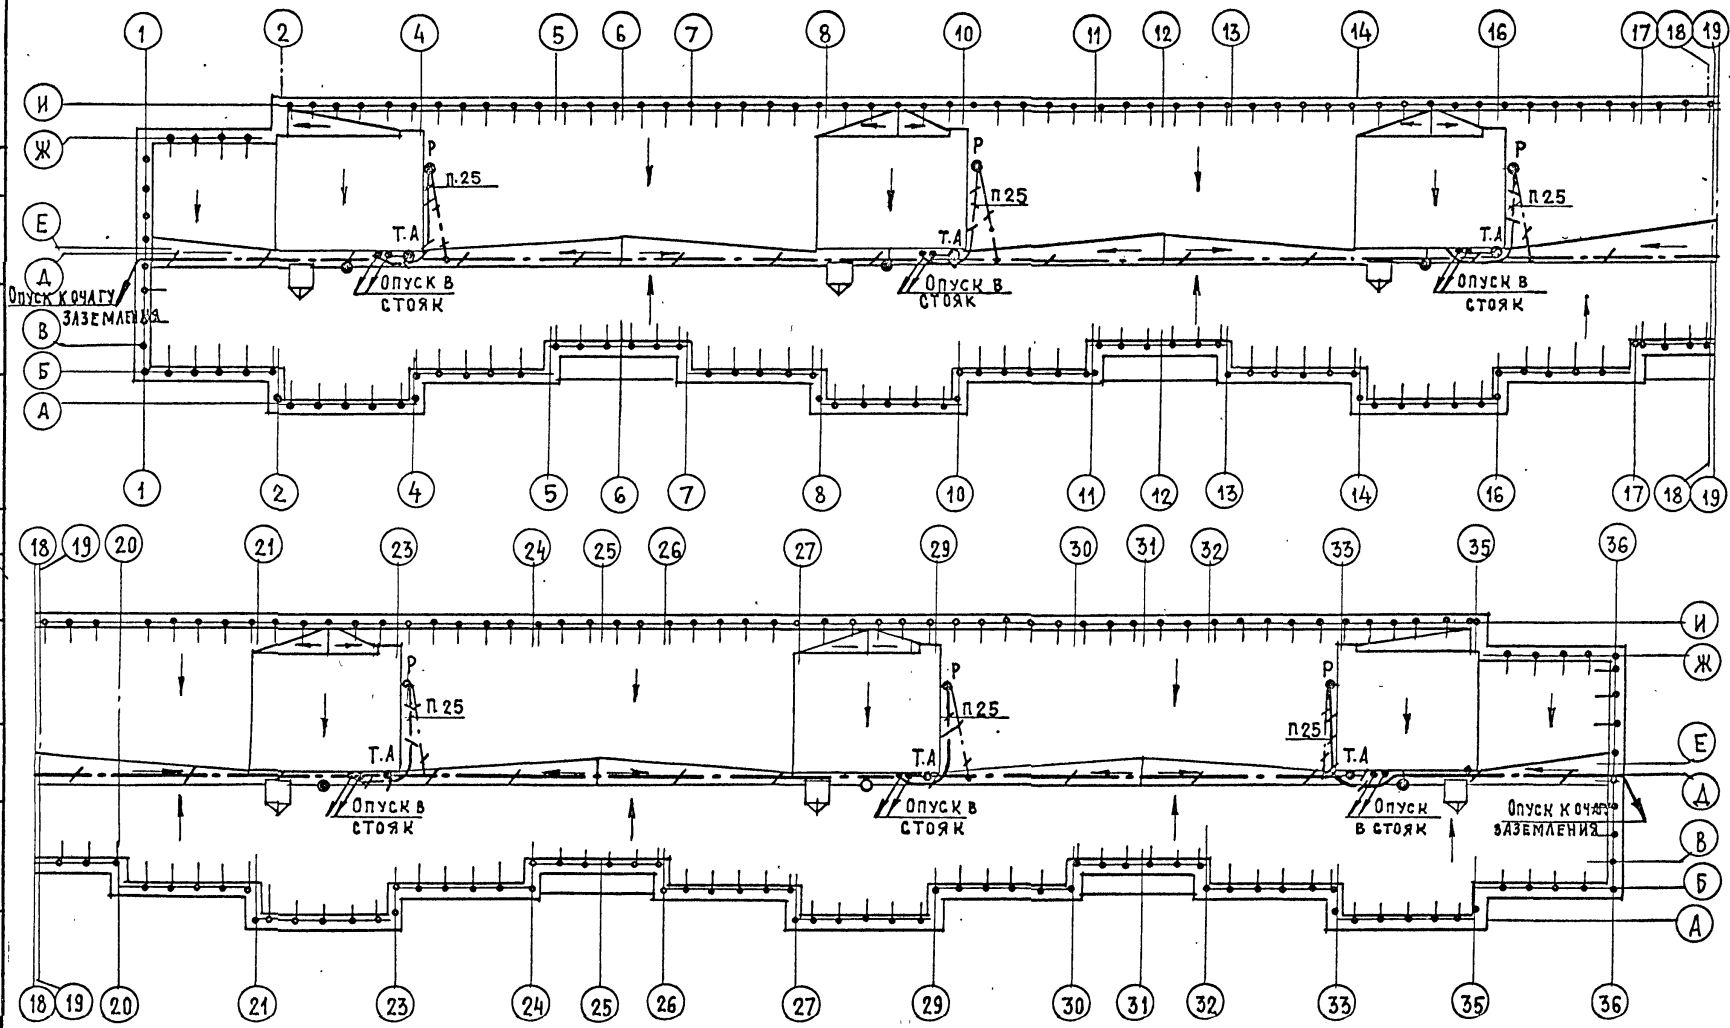 1 2 4 5 6 7 8 10 11 12 13 14 16 17 18 19
И
Ж
Р П.25 Р П25 Р П25
Е
Т.А Т.А Т.А
Д
ОПУСК К ОЧАГУ ОПУСК В ОПУСК В ОПУСК В
ЗАЗЕМЛЕНИЯ СТОЯК СТОЯК СТОЯК
В
Б
А
1 2 4 5 6 7 8 10 11 12 13 14 16 17 18 19
18 19 20 21 23 24 25 26 27 29 30 31 32 33 35 36
И
Р Р Р Ж
П25 П25 П25
Е
Т.А Т.А Т.А
Д
ОПУСК В ОПУСК В ОПУСК ОПУСК К ОЧАГУ
СТОЯК СТОЯК В СТОЯК ЗАЗЕМЛЕНИЯ
В
Б
А
18 19 20 21 23 24 25 26 27 29 30 31 32 33 35 36